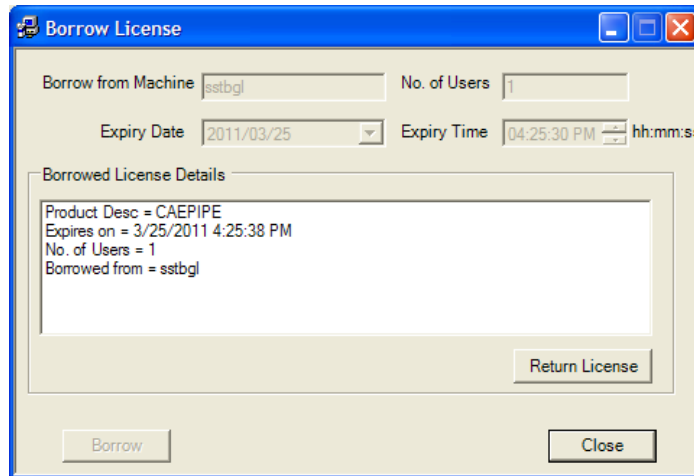 Borrow License
Borrow from Machine sstbgl No. of Users 1
Expiry Date 2011/03/25 Expiry Time 04:25:30 PM hh:mm:s
Borrowed License Details
Product Desc = CAEPIPE
Expires on = 3/25/2011 4:25:38 PM
No. of Users = 1
Borrowed from = sstbgl
Return License
Borrow Close